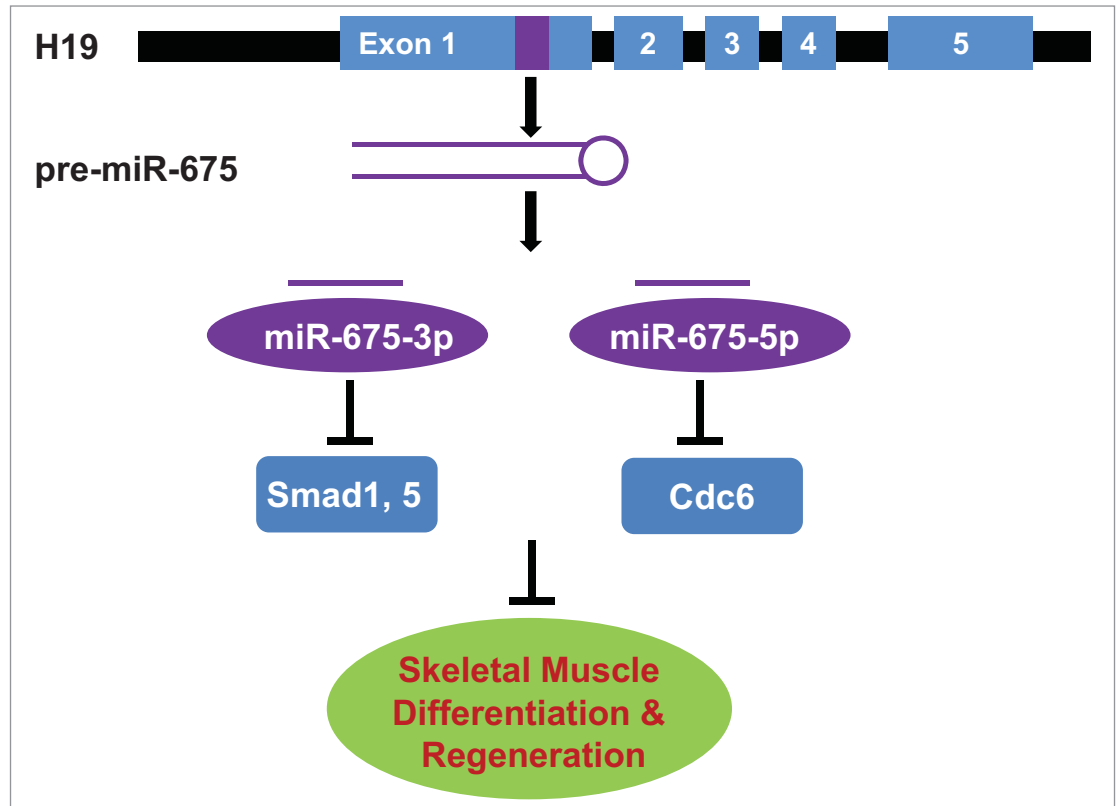 H19
Exon 1
2
3
4
5
pre-miR-675
miR-675-3p
miR-675-5p
Smad1, 5
Cdc6
Skeletal Muscle
Differentiation &
Regeneration